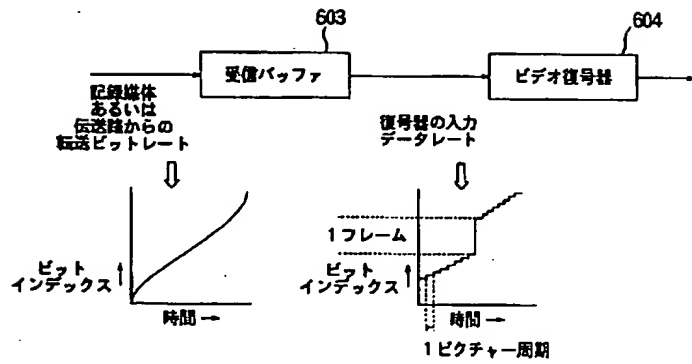 603
604
受信バッファ
ビデオ復号器
記録媒体
あるいは
伝送路からの
転送ビットレート
復号器の入力
データレート
1フレーム
ビット
インデックス
時間
ビット
インデックス
時間
1ピクチャー周期